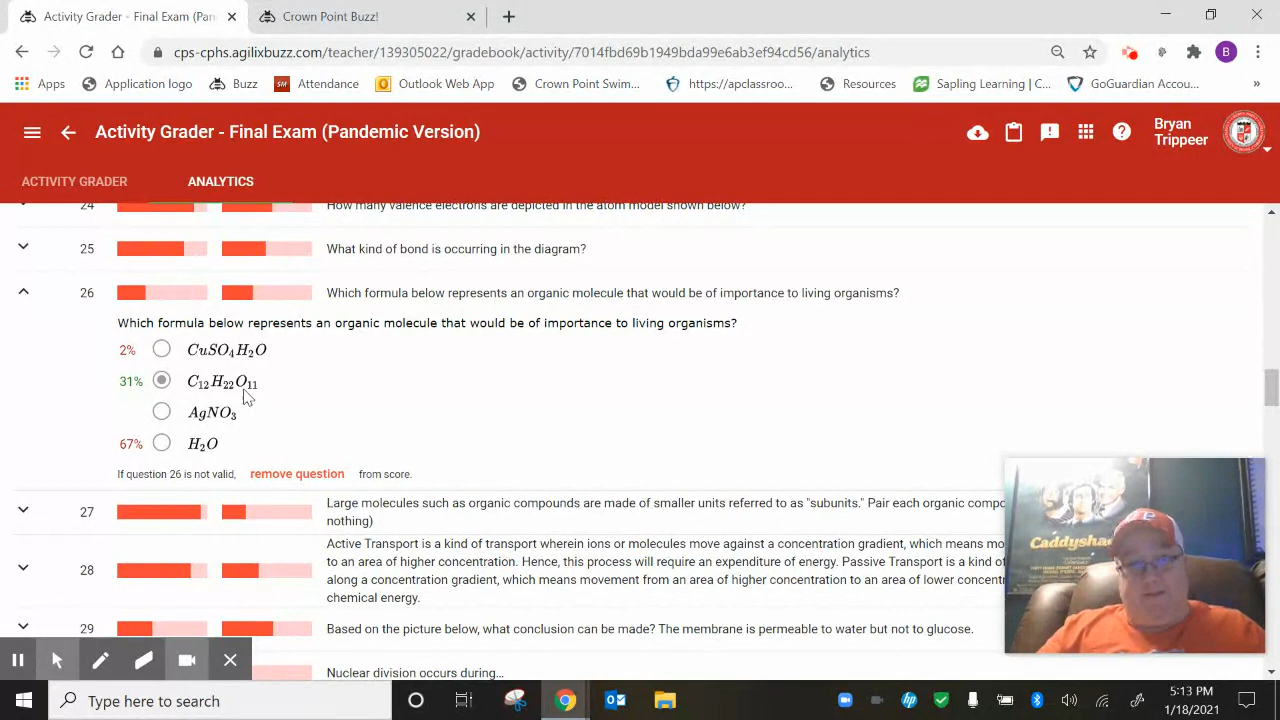 Activity Grader - Final Exam (Pan
Crown Point Buzz!
cps-cphs.agilixbuzz.com/teacher/139305022/gradebook/activity/7014fbd69b1949bda99e6ab3ef94cd56/analytics
B
Apps
Application logo
Buzz
SM
Attendance
Outlook Web App
Crown Point Swim...
https://apclassroo...
Resources
Sapling Learning | C...
GoGuardian Accou...
»
Activity Grader - Final Exam (Pandemic Version)
Bryan
Trippeer
ACTIVITY GRADER
ANALYTICS
24 How many valence electrons are depicted in the atom model shown below?
25 What kind of bond is occurring in the diagram?
26 Which formula below represents an organic molecule that would be of importance to living organisms?
Which formula below represents an organic molecule that would be of importance to living organisms?
2% CuSO₄H₂O
31% C₁₂H₂₂O₁₁
AgNO₃
67% H₂O
If question 26 is not valid, remove question from score.
27 Large molecules such as organic compounds are made of smaller units referred to as "subunits." Pair each organic compo
nothing)
28 Active Transport is a kind of transport wherein ions or molecules move against a concentration gradient, which means mo
to an area of higher concentration. Hence, this process will require an expenditure of energy. Passive Transport is a kind of
along a concentration gradient, which means movement from an area of higher concentration to an area of lower concent
chemical energy.
29 Based on the picture below, what conclusion can be made? The membrane is permeable to water but not to glucose.
Nuclear division occurs during...
Caddysha
Type here to search
hp
5:13 PM
1/18/2021